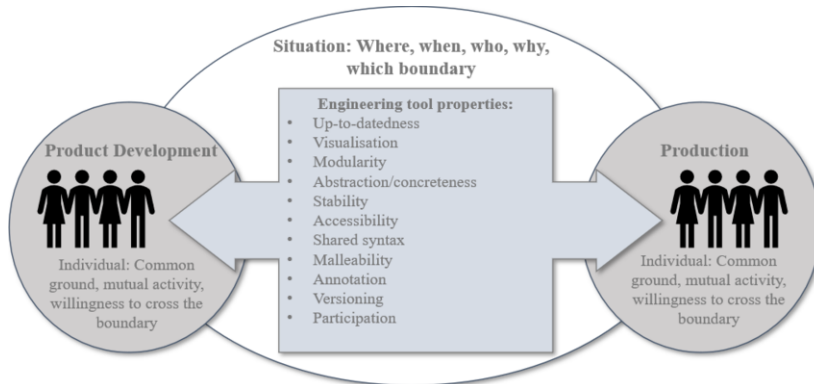 Situation: Where, when, who, why,
which boundary
Product Development
Individual: Common
ground, mutual activity,
willingness to cross the
boundary
Engineering tool properties:
• Up-to-datedness
• Visualisation
• Modularity
• Abstraction/concreteness
• Stability
• Accessibility
• Shared syntax
• Malleability
• Annotation
• Versioning
• Participation
Production
Individual: Common
ground, mutual activity,
willingness to cross the
boundary